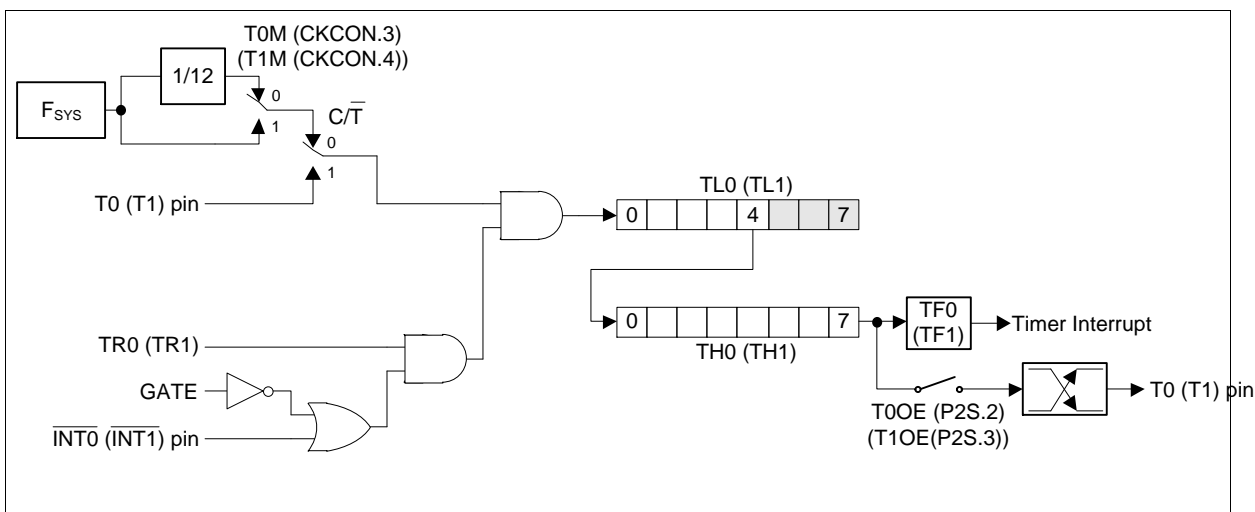 T0M (CKCON.3)
(T1M (CKCON.4))
1/12
0
FSYS
1
C/T̅
0
1
T0 (T1) pin
TL0 (TL1)
0 4 7
0 7
TH0 (TH1)
TF0
(TF1)
Timer Interrupt
TR0 (TR1)
GATE
I̅N̅T̅0̅ (I̅N̅T̅1̅) pin
T0OE (P2S.2)
(T1OE(P2S.3))
T0 (T1) pin